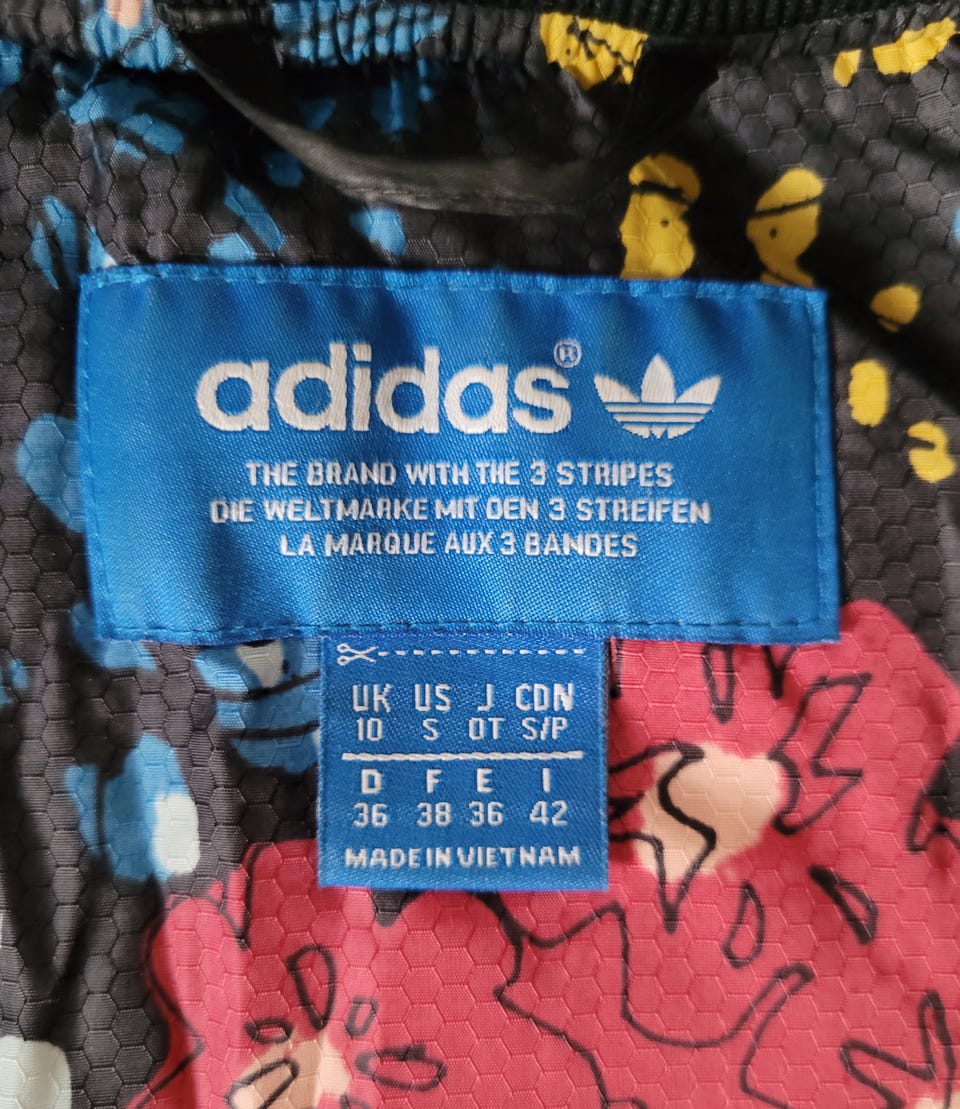 adidas®
THE BRAND WITH THE 3 STRIPES
DIE WELTMARKE MIT DEN 3 STREIFEN
LA MARQUE AUX 3 BANDES
UK US J CDN
10 S OT S/P
D F E I
36 38 36 42
MADE IN VIETNAM